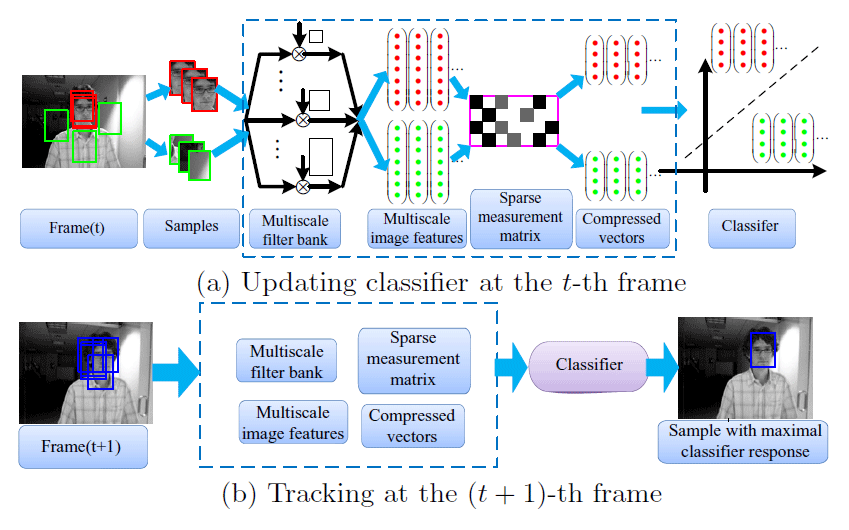 Frame(t)
Samples
Multiscale
filter bank
Multiscale
image features
Sparse
measurement
matrix
Compressed
vectors
Classifer
(a) Updating classifier at the t-th frame
Frame(t+1)
Multiscale
filter bank
Sparse
measurement
matrix
Multiscale
image features
Compressed
vectors
Classifier
Sample with maximal
classifier response
(b) Tracking at the (t + 1)-th frame